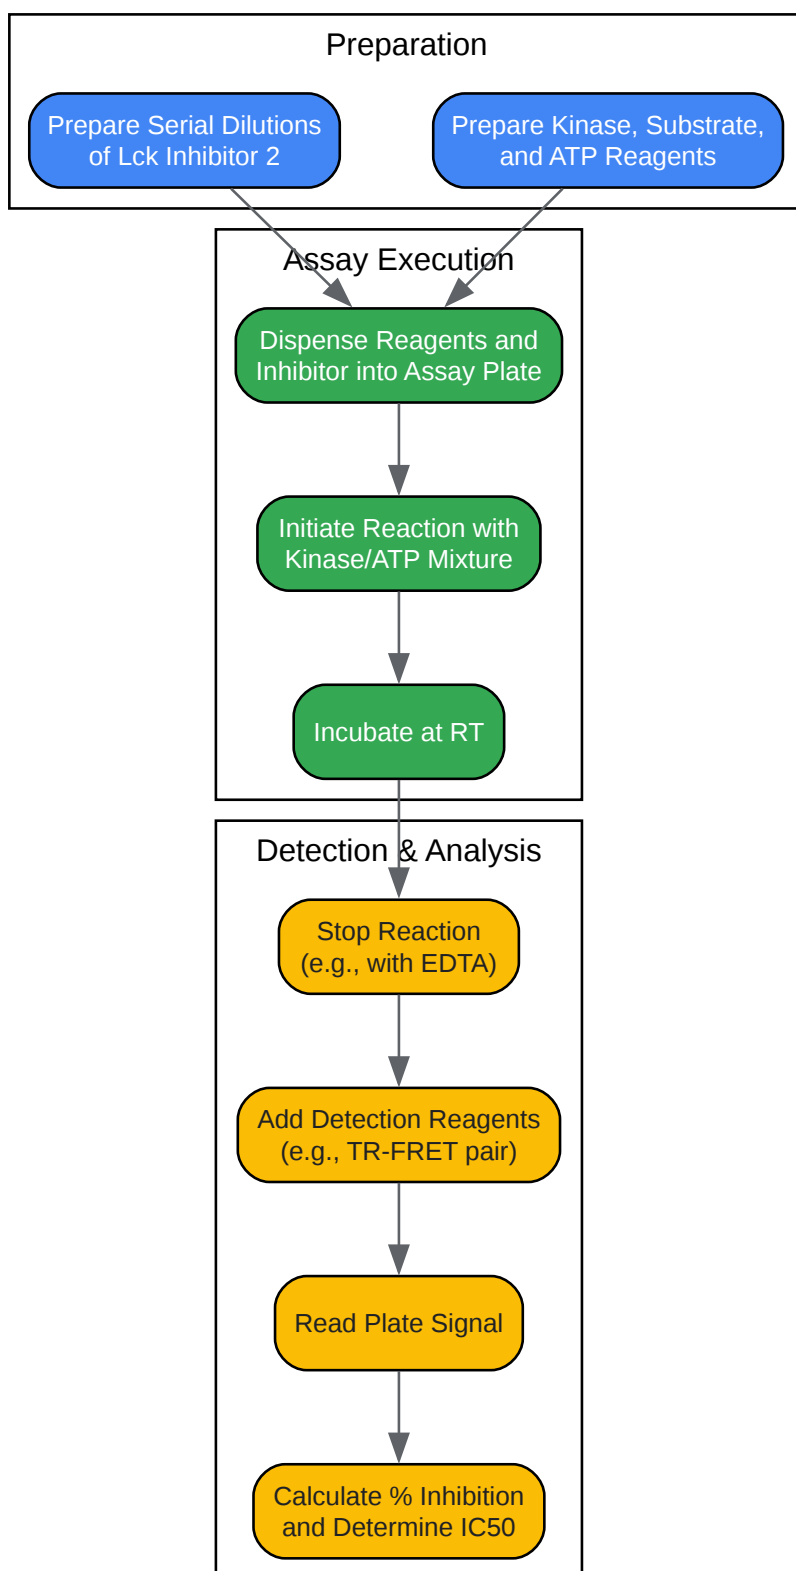 Preparation
Prepare Serial Dilutions
of Lck Inhibitor 2
Prepare Kinase, Substrate,
and ATP Reagents
Assay Execution
Dispense Reagents and
Inhibitor into Assay Plate
Initiate Reaction with
Kinase/ATP Mixture
Incubate at RT
Detection & Analysis
Stop Reaction
(e.g., with EDTA)
Add Detection Reagents
(e.g., TR-FRET pair)
Read Plate Signal
Calculate % Inhibition
and Determine IC50